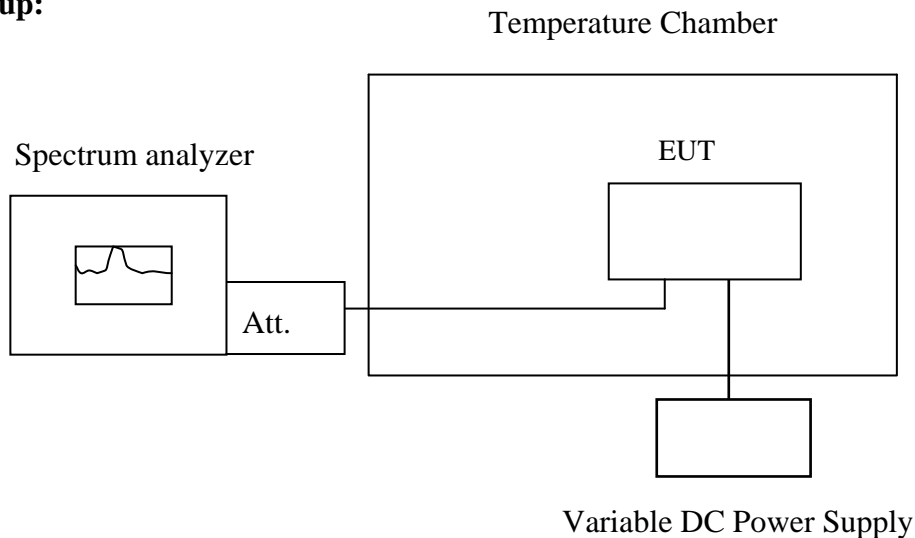 up:
Temperature Chamber
Spectrum analyzer
EUT
Att.
Variable DC Power Supply